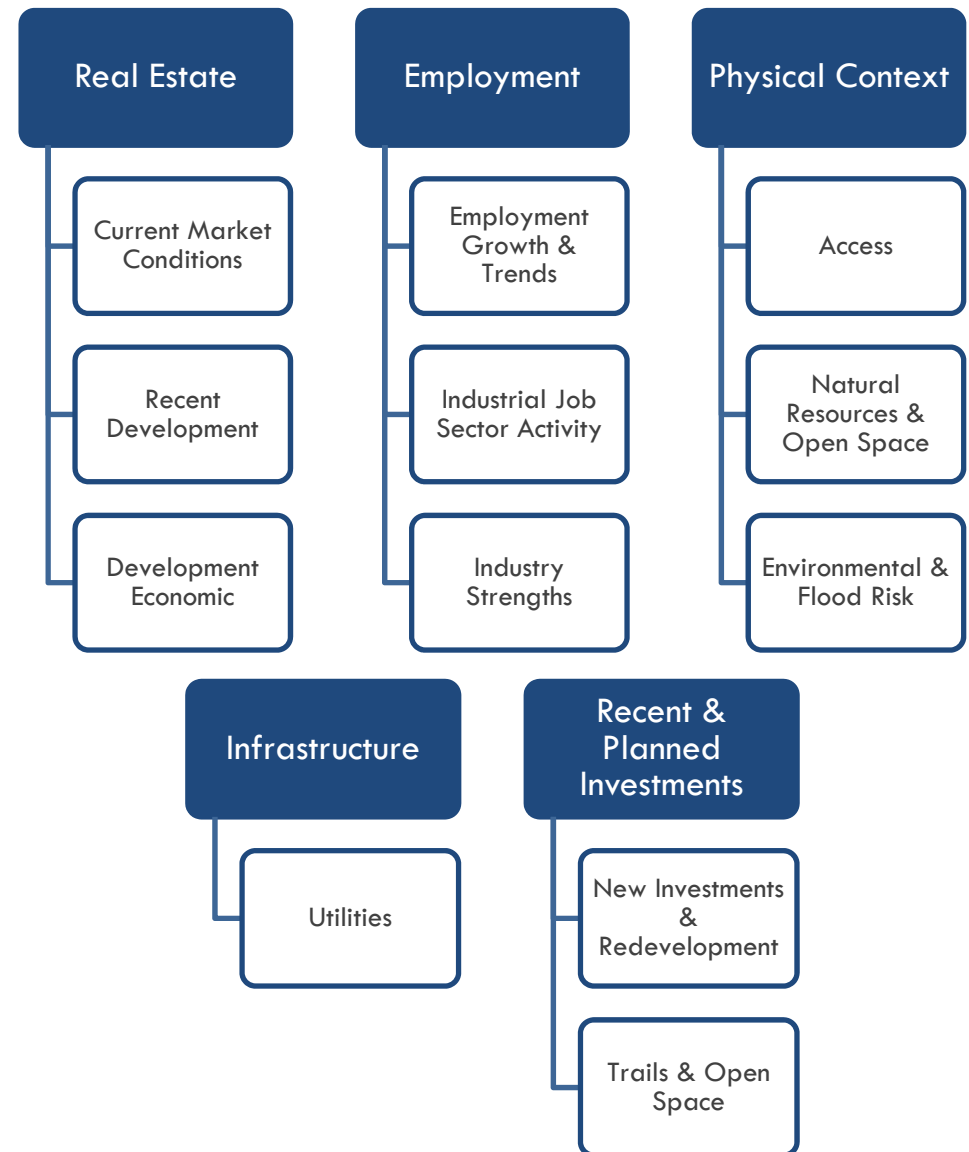 Real Estate
Current Market
Conditions
Recent
Development
Development
Economic
Employment
Employment
Growth &
Trends
Industrial Job
Sector Activity
Industry
Strengths
Physical Context
Access
Natural
Resources &
Open Space
Environmental &
Flood Risk
Infrastructure
Utilities
Recent &
Planned
Investments
New Investments
&
Redevelopment
Trails & Open
Space